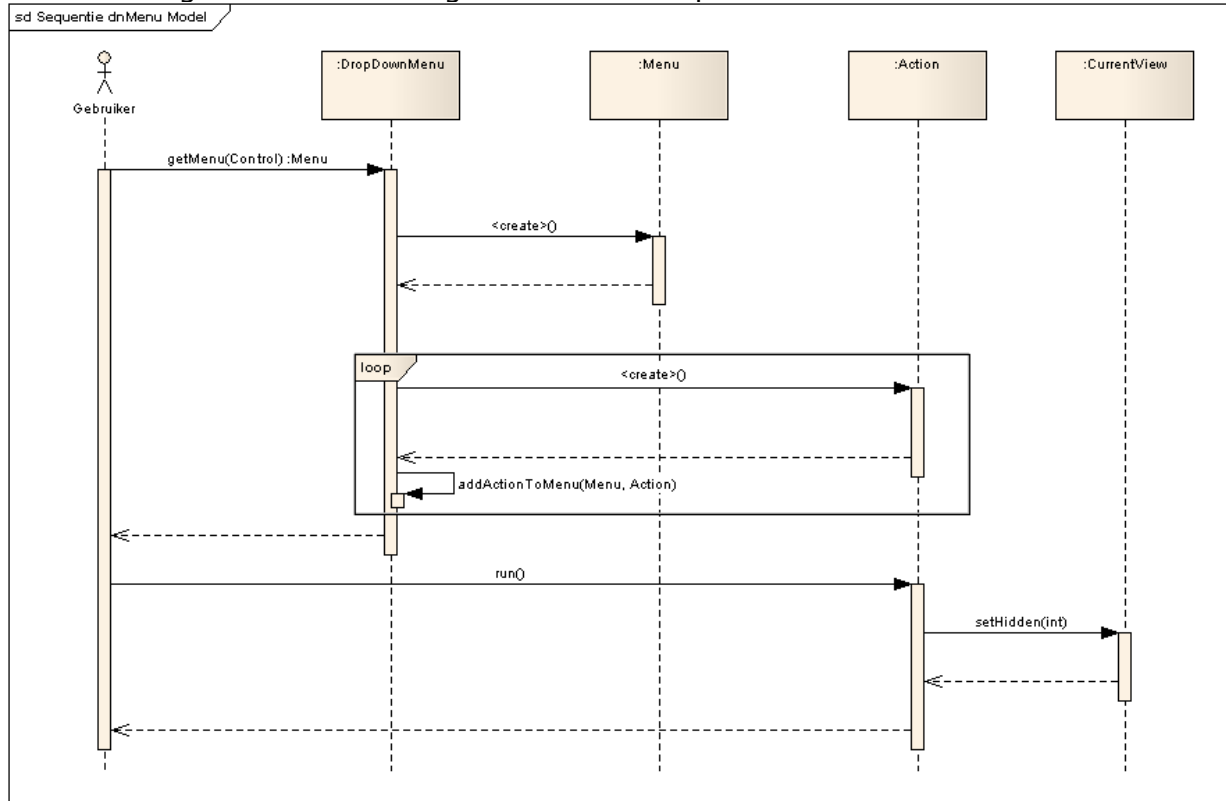 sd Sequentie dnMenu Model
Gebruiker
:DropDownMenu
:Menu
:Action
:CurrentView
getMenu(Control) :Menu
<create>()
loop
<create>()
addActionToMenu(Menu, Action)
run()
setHidden(int)